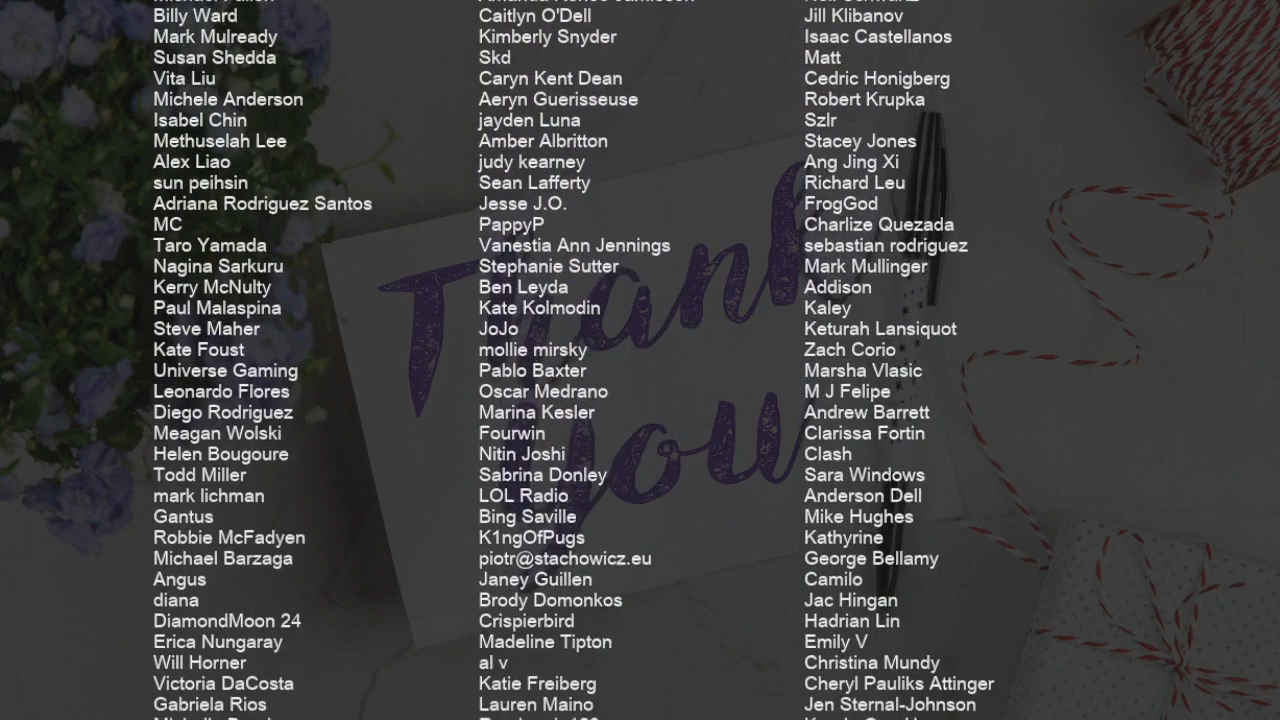 Billy Ward
Mark Mulready
Susan Shedda
Vita Liu
Michele Anderson
Isabel Chin
Methuselah Lee
Alex Liao
sun peihsin
Adriana Rodriguez Santos
MC
Taro Yamada
Nagina Sarkuru
Kerry McNulty
Paul Malaspina
Steve Maher
Kate Foust
Universe Gaming
Leonardo Flores
Diego Rodriguez
Meagan Wolski
Helen Bougoure
Todd Miller
mark lichman
Gantus
Robbie McFadyen
Michael Barzaga
Angus
diana
DiamondMoon 24
Erica Nungaray
Will Horner
Victoria DaCosta
Gabriela Rios
Caitlyn O'Dell
Kimberly Snyder
Skd
Caryn Kent Dean
Aeryn Guerisseuse
jayden Luna
Amber Albritton
judy kearney
Sean Lafferty
Jesse J.O.
PappyP
Vanestia Ann Jennings
Stephanie Sutter
Ben Leyda
Kate Kolmodin
JoJo
mollie mirsky
Pablo Baxter
Oscar Medrano
Marina Kesler
Fourwin
Nitin Joshi
Sabrina Donley
LOL Radio
Bing Saville
K1ngOfPugs
piotr@stachowicz.eu
Janey Guillen
Brody Domonkos
Crispierbird
Madeline Tipton
al v
Katie Freiberg
Lauren Maino
Jill Klibanov
Isaac Castellanos
Matt
Cedric Honigberg
Robert Krupka
Szlr
Stacey Jones
Ang Jing Xi
Richard Leu
FrogGod
Charlize Quezada
sebastian rodriguez
Mark Mullinger
Addison
Kaley
Keturah Lansiquot
Zach Corio
Marsha Vlasic
M J Felipe
Andrew Barrett
Clarissa Fortin
Clash
Sara Windows
Anderson Dell
Mike Hughes
Kathyrine
George Bellamy
Camilo
Jac Hingan
Hadrian Lin
Emily V
Christina Mundy
Cheryl Pauliks Attinger
Jen Sternal-Johnson
Thank
you